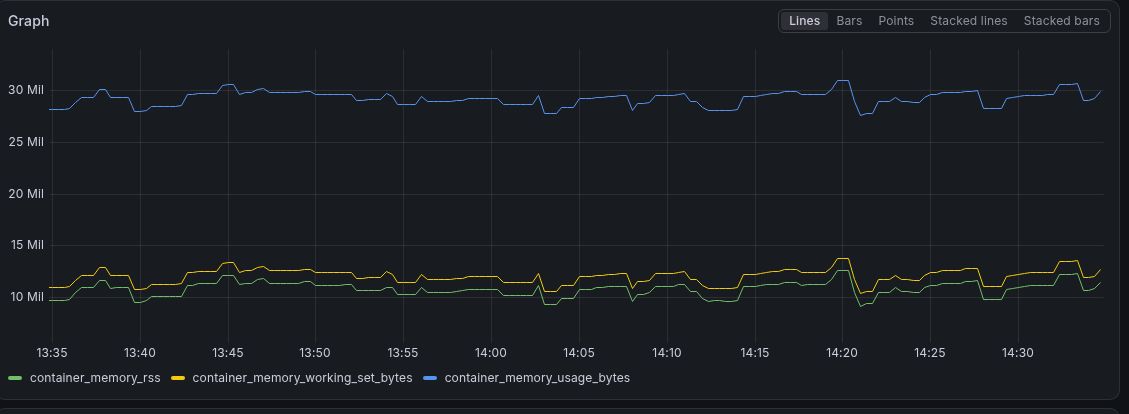 Graph
Lines Bars Points Stacked lines Stacked bars
30 Mil
25 Mil
20 Mil
15 Mil
10 Mil
13:35 13:40 13:45 13:50 13:55 14:00 14:05 14:10 14:15 14:20 14:25 14:30
container_memory_rss container_memory_working_set_bytes container_memory_usage_bytes